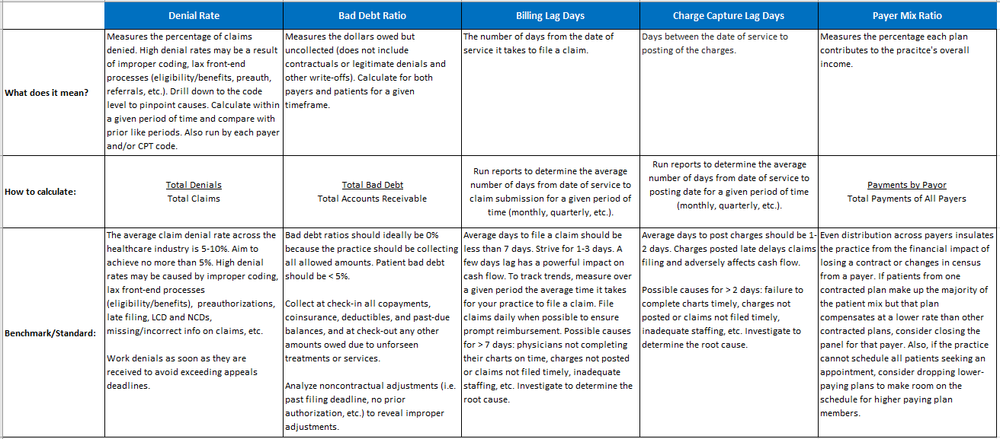 Denial Rate
Bad Debt Ratio
Billing Lag Days
Charge Capture Lag Days
Payer Mix Ratio
What does it mean?
Measures the percentage of claims
denied. High denial rates may be a result
of improper coding, lax front-end
processes (eligibility/benefits, preauth,
referrals, etc.). Drill down to the code
level to pinpoint causes. Calculate within
a given period of time and compare with
prior like periods. Also run by each payer
and/or CPT code.
Measures the dollars owed but
uncollected (does not include
contractuals or legitimate denials and
other write-offs). Calculate for both
payers and patients for a given
timeframe.
The number of days from the date of
service it takes to file a claim.
Days between the date of service to
posting of the charges.
Measures the percentage each plan
contributes to the pracitce's overall
income.
How to calculate:
Total Denials
Total Claims
Total Bad Debt
Total Accounts Receivable
Run reports to determine the average
number of days from date of service to
claim submission for a given period of
time (monthly, quarterly, etc.).
Run reports to determine the average
number of days from date of service to
posting date for a given period of time
(monthly, quarterly, etc.).
Payments by Payor
Total Payments of All Payers
Benchmark/Standard:
The average claim denial rate across the
healthcare industry is 5-10%. Aim to
achieve no more than 5%. High denial
rates may be caused by improper coding,
lax front-end processes
(eligibility/benefits), preauthorizations,
late filing, LCD and NCDs,
missing/incorrect info on claims, etc.
Work denials as soon as they are
received to avoid exceeding appeals
deadlines.
Bad debt ratios should ideally be 0%
because the practice should be collecting
all allowed amounts. Patient bad debt
should be < 5%.
Collect at check-in all copayments,
coinsurance, deductibles, and past-due
balances, and at check-out any other
amounts owed due to unforseen
treatments or services.
Analyze noncontractual adjustments (i.e.
past filing deadline, no prior
authorization, etc.) to reveal improper
adjustments.
Average days to file a claim should be
less than 7 days. Strive for 1-3 days. A
few days lag has a powerful impact on
cash flow. To track trends, measure over
a given period the average time it takes
for your practice to file a claim. File
claims daily when possible to ensure
prompt reimbursement. Possible causes
for > 7 days: physicians not completing
their charts on time, charges not posted
or claims not filed timely, inadequate
staffing, etc. Investigate to determine the
root cause.
Average days to post charges should be 1-
2 days. Charges posted late delays claims
filing and adversely affects cash flow.
Possible causes for > 2 days: failure to
complete charts timely, charges not
posted or claims not filed timely,
inadequate staffing, etc. Investigate to
determine the root cause.
Even distribution across payers insulates
the practice from the financial impact of
losing a contract or changes in census
from a payer. If patients from one
contracted plan make up the majority of
the patient mix but that plan
compensates at a lower rate than other
contracted plans, consider closing the
panel for that payer. Also, if the practice
cannot schedule all patients seeking an
appointment, consider dropping lower-
paying plans to make room on the
schedule for higher paying plan
members.